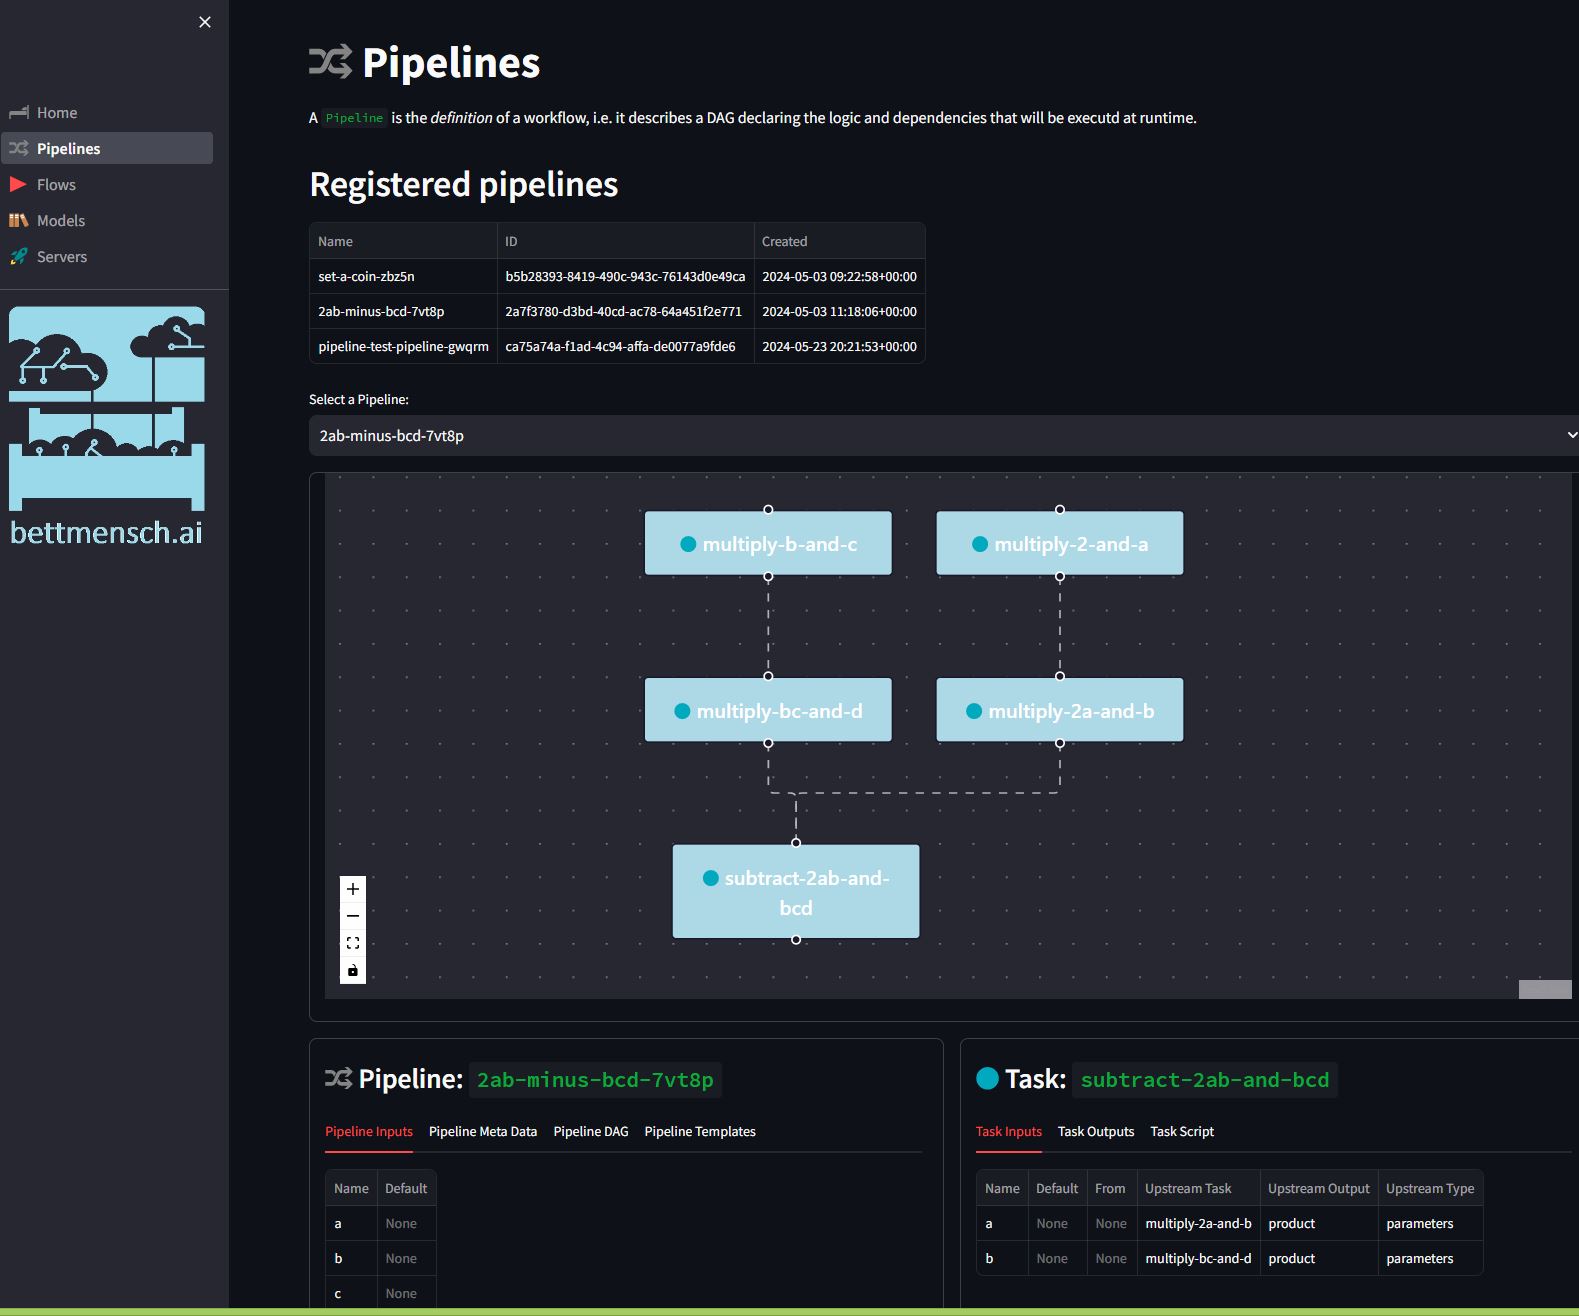 Home
Pipelines
Flows
Models
Servers
bettmensch.ai
Pipelines
A Pipeline is the definition of a workflow, i.e. it describes a DAG declaring the logic and dependencies that will be executd at runtime.
Registered pipelines
Name ID Created
set-a-coin-zbz5n b5b28393-8419-490c-943c-76143d0e49ca 2024-05-03 09:22:58+00:00
2ab-minus-bcd-7vt8p 2a7f3780-d3bd-40cd-ac78-64a451f2e771 2024-05-03 11:18:06+00:00
pipeline-test-pipeline-gwqrm ca75a74a-f1ad-4c94-affa-de0077a9fde6 2024-05-23 20:21:53+00:00
Select a Pipeline:
2ab-minus-bcd-7vt8p
multiply-b-and-c multiply-2-and-a
multiply-bc-and-d multiply-2a-and-b
subtract-2ab-and-
bcd
Pipeline: 2ab-minus-bcd-7vt8p
Pipeline Inputs Pipeline Meta Data Pipeline DAG Pipeline Templates
Name Default
a None
b None
c None
Task: subtract-2ab-and-bcd
Task Inputs Task Outputs Task Script
Name Default From Upstream Task Upstream Output Upstream Type
a None None multiply-2a-and-b product parameters
b None None multiply-bc-and-d product parameters